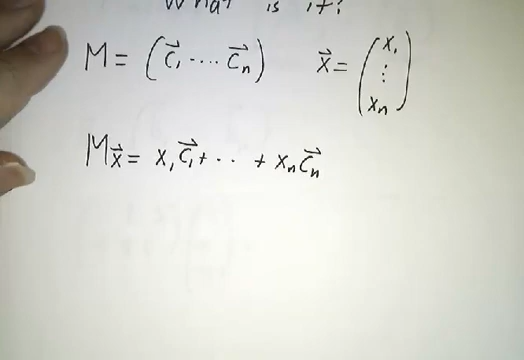 What is it?
M = (c⃗₁ ···· c⃗ₙ) x⃗ = (x₁ ⋮ xₙ)
Mx⃗ = x₁c⃗₁ + ·· + xₙc⃗ₙ